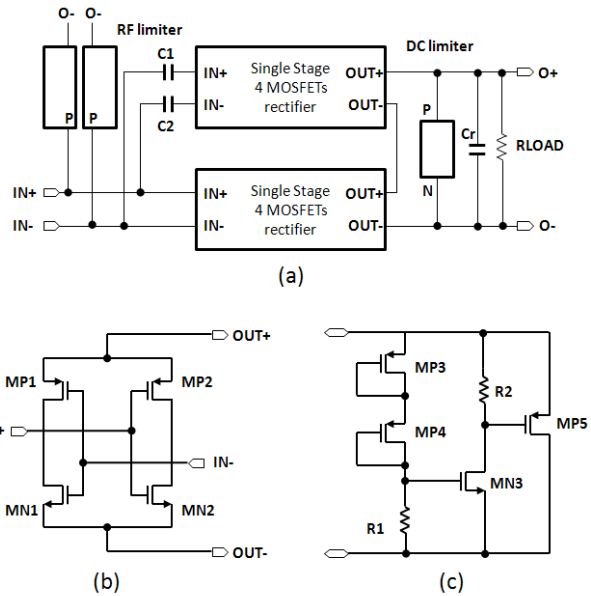 O- O- RF limiter
C1
DC limiter
IN+ Single Stage 4 MOSFETs rectifier OUT+
O+
IN- OUT-
P P
C2
P
Cr
RLOAD
N
IN+
IN+ Single Stage 4 MOSFETs rectifier OUT+
IN-
IN- OUT-
O-
(a)
OUT+
MP1 MP2
+
IN-
MN1 MN2
OUT-
(b)
MP3
R2
MP4
MP5
MN3
R1
(c)